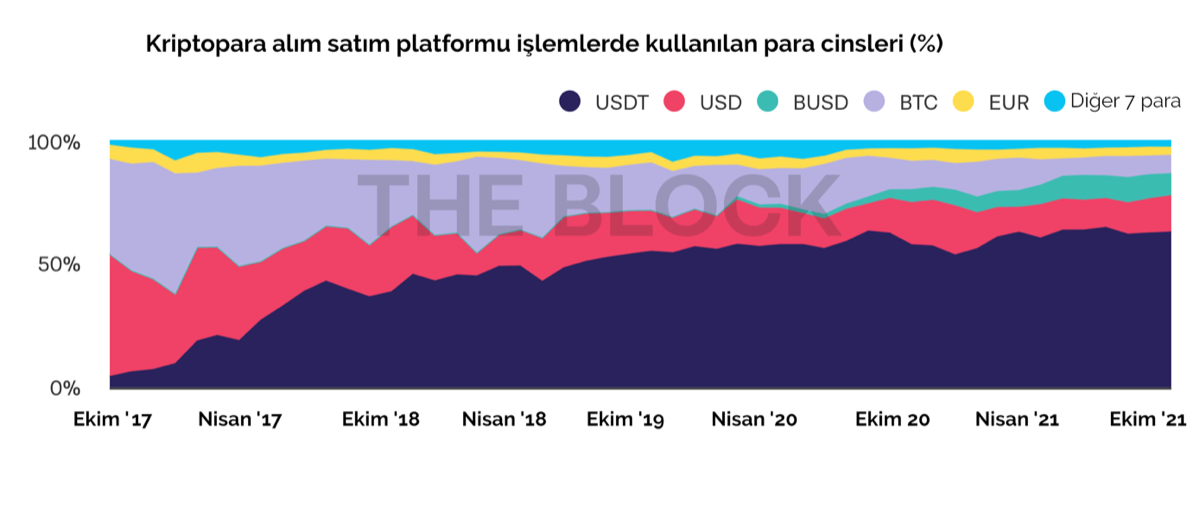 Kriptopara alım satım platformu işlemlerde kullanılan para cinsleri (%)
USDT USD BUSD BTC EUR Diğer 7 para
100%
THE BLOCK
50%
0%
Ekim '17 Nisan '17 Ekim '18 Nisan '18 Ekim '19 Nisan '20 Ekim 20 Nisan '21 Ekim '21